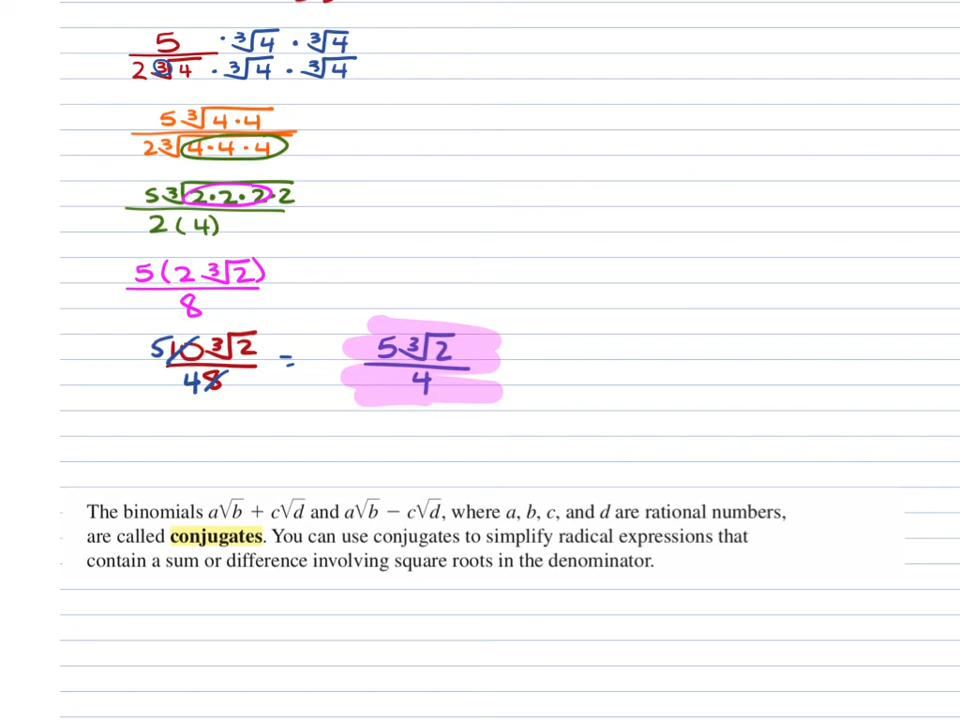 5 · ∛4 · ∛4
2 ∛4 · ∛4 · ∛4
5 ∛4·4
2 ∛4·4·4
5 ∛2·2·2·2
2 (4)
5 (2 ∛2)
8
5 10 ∛2 = 5 ∛2
4 8 4
The binomials a√b + c√d and a√b − c√d, where a, b, c, and d are rational numbers,
are called conjugates. You can use conjugates to simplify radical expressions that
contain a sum or difference involving square roots in the denominator.